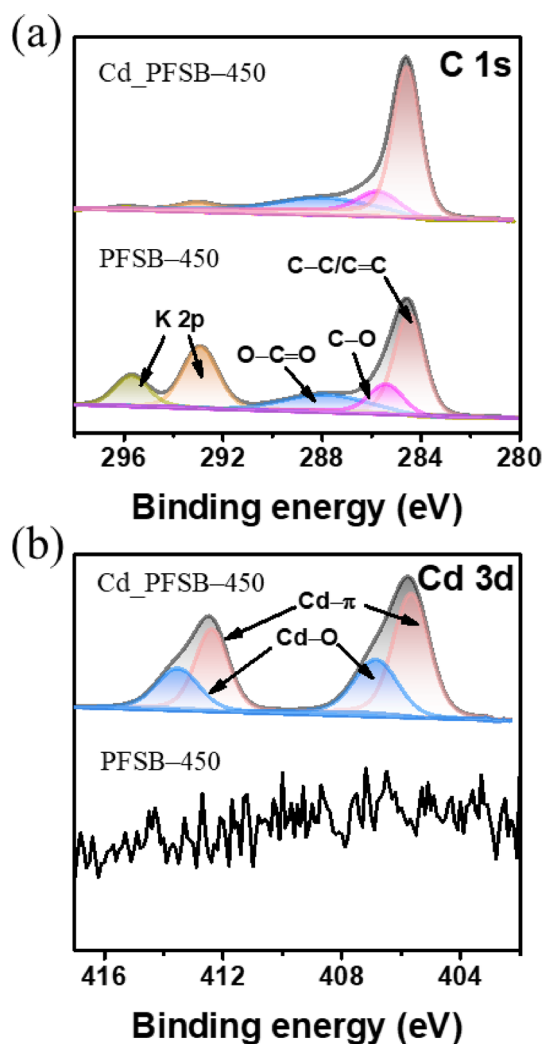 (a)
C 1s
Cd_PFSB–450
PFSB–450
C–C/C=C
K 2p
O–C=O
C–O
296 292 288 284 280
Binding energy (eV)
(b)
Cd_PFSB–450
Cd 3d
Cd–π
Cd–O
PFSB–450
416 412 408 404
Binding energy (eV)